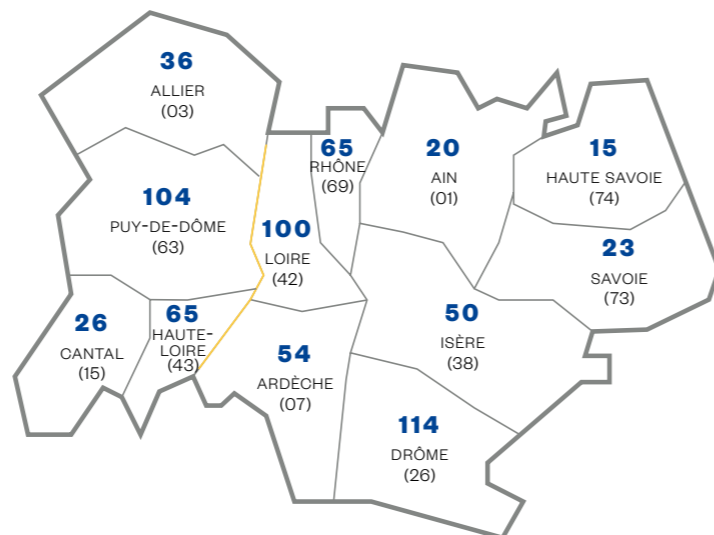 36
ALLIER
(03)
65
RHÔNE
(69)
20
AIN
(01)
15
HAUTE SAVOIE
(74)
104
PUY-DE-DÔME
(63)
100
LOIRE
(42)
23
SAVOIE
(73)
26
CANTAL
(15)
65
HAUTE-
LOIRE
(43)
54
ARDÈCHE
(07)
50
ISÈRE
(38)
114
DRÔME
(26)